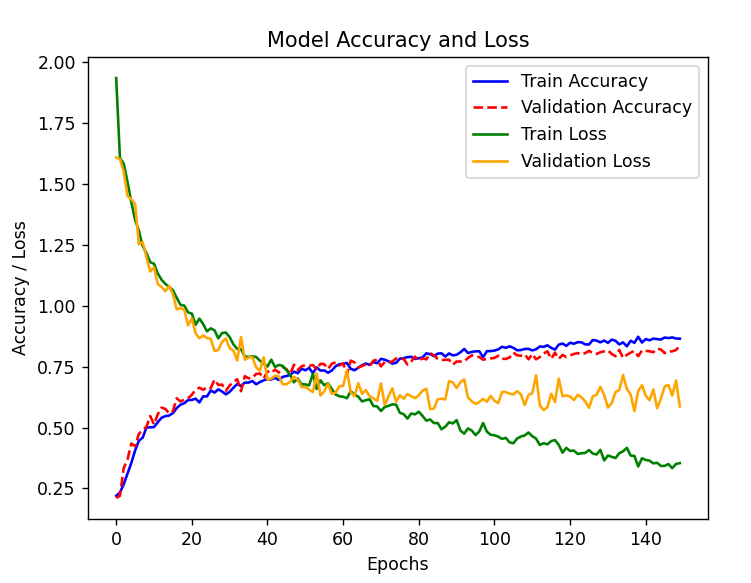 Model Accuracy and Loss
Train Accuracy
Validation Accuracy
Train Loss
Validation Loss
2.00
1.75
1.50
1.25
1.00
0.75
0.50
0.25
Accuracy / Loss
0 20 40 60 80 100 120 140
Epochs